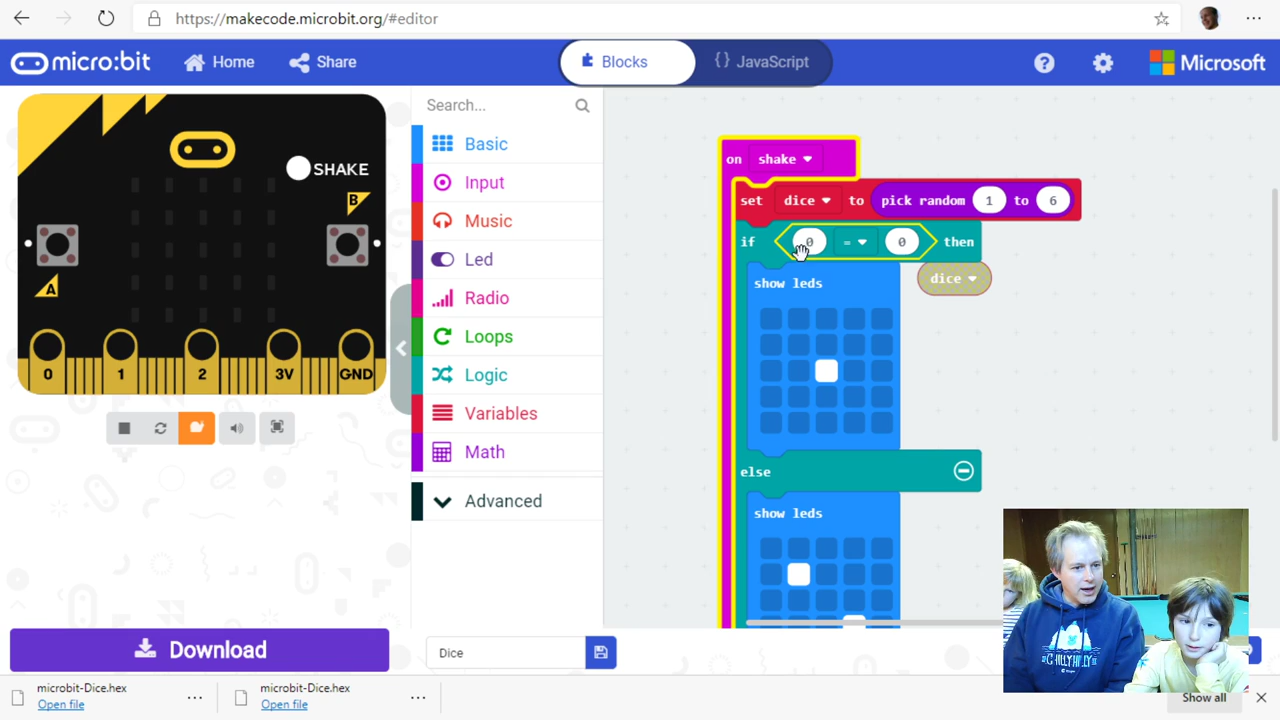 https://makecode.microbit.org/#editor
micro:bit
Home
Share
Blocks
{} JavaScript
?
Microsoft
SHAKE
B
A
0 1 2 3V GND
Search...
Basic
Input
Music
Led
Radio
Loops
Logic
Variables
Math
Advanced
on shake
set dice to pick random 1 to 6
if 0 = 0 then
dice
show leds
else
show leds
Download
Dice
microbit-Dice.hex
Open file
microbit-Dice.hex
Open file
Show all